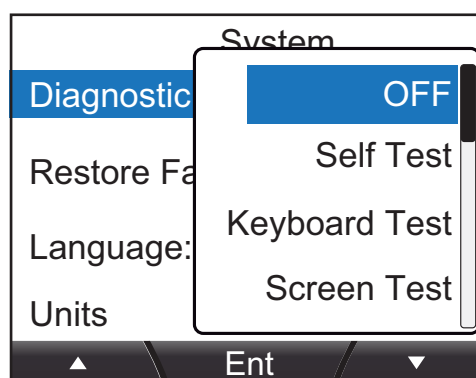 System
Diagnostic
OFF
Self Test
Restore Fa
Keyboard Test
Language:
Screen Test
Units
Ent